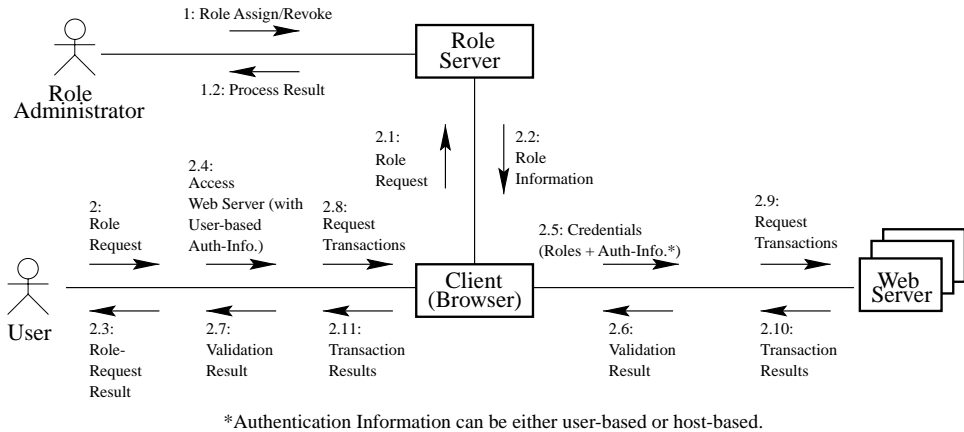 1: Role Assign/Revoke
Role
Server
1.2: Process Result
Role
Administrator
2.1:
Role
Request
2.2:
Role
Information
2:
Role
Request
2.4:
Access
Web Server (with
User-based
Auth-Info.)
2.8:
Request
Transactions
2.5: Credentials
(Roles + Auth-Info.*)
2.9:
Request
Transactions
User
Client
(Browser)
Web
Server
2.3:
Role-
Request
Result
2.7:
Validation
Result
2.11:
Transaction
Results
2.6:
Validation
Result
2.10:
Transaction
Results
*Authentication Information can be either user-based or host-based.